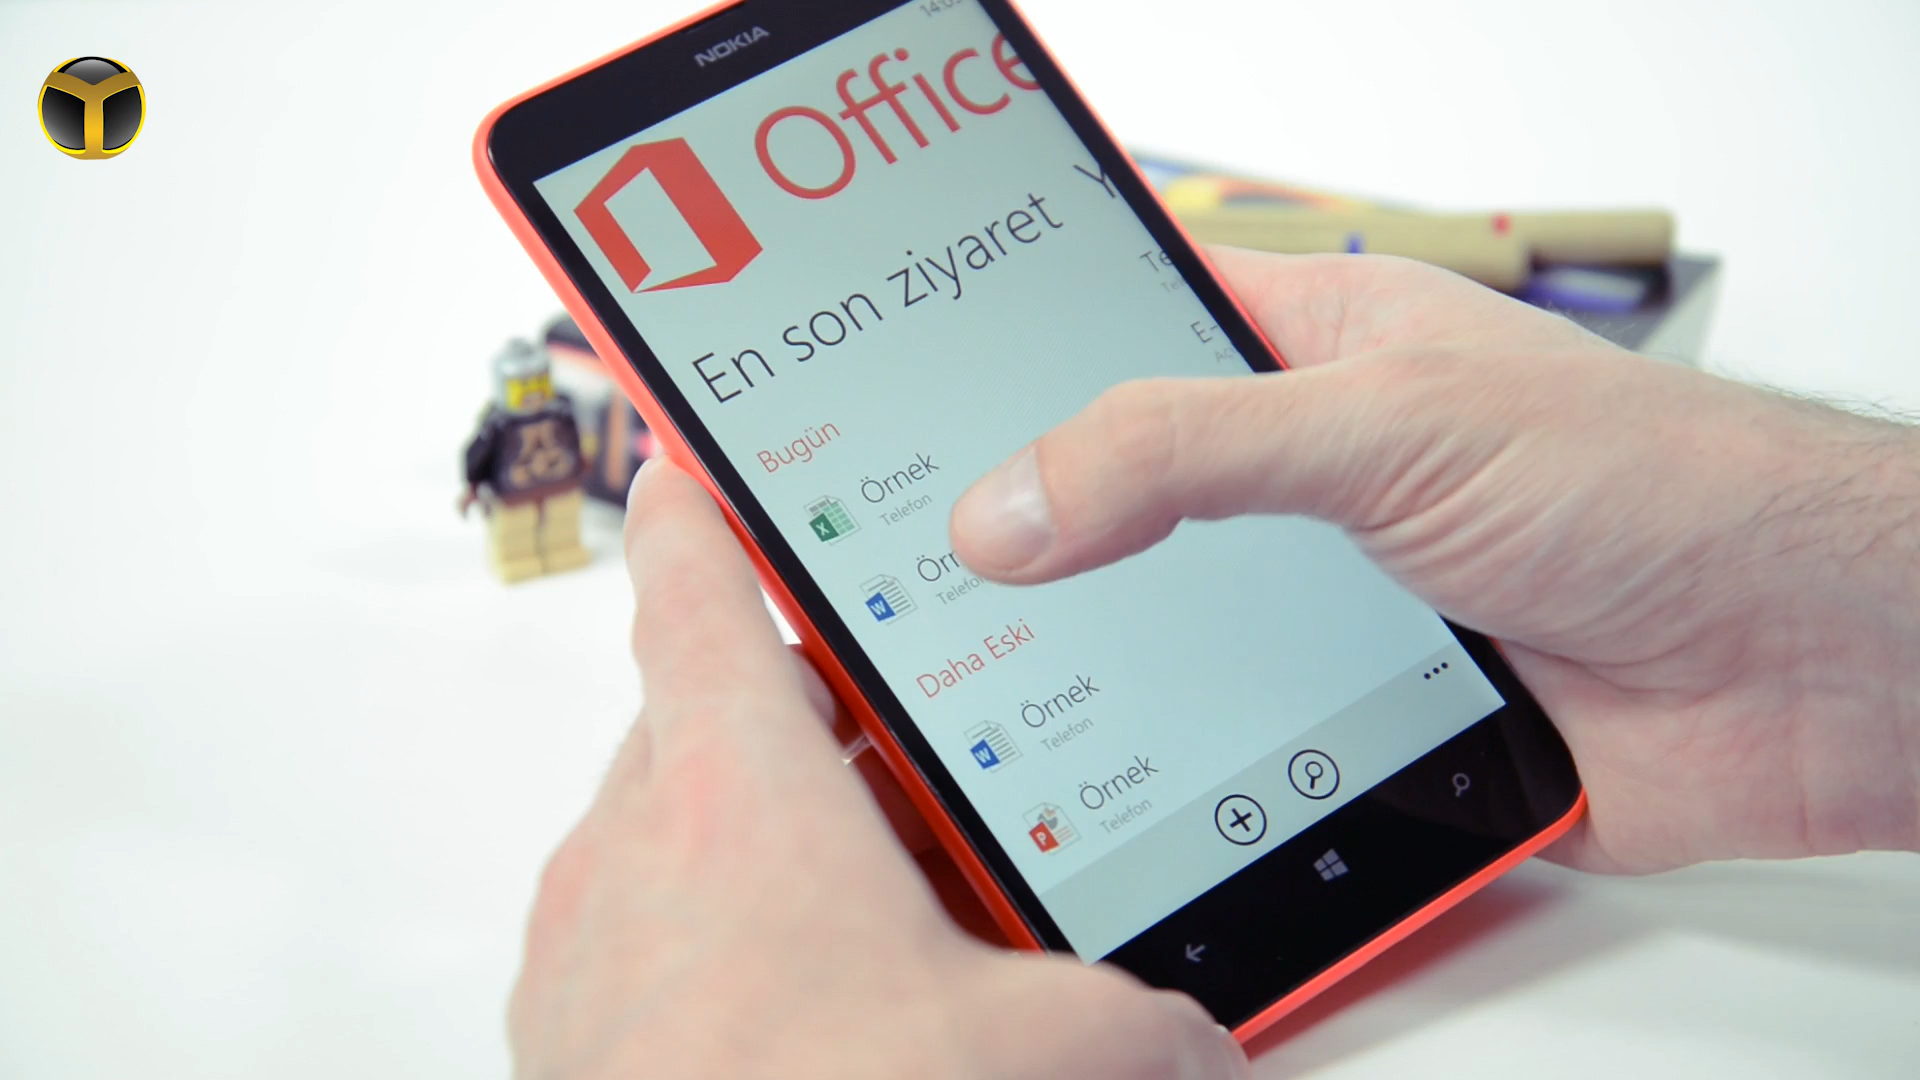 NOKIA
Office
En son ziyaret
Bugün
Örnek
Telefon
Daha Eski
Örnek
Telefon
Örnek
Telefon